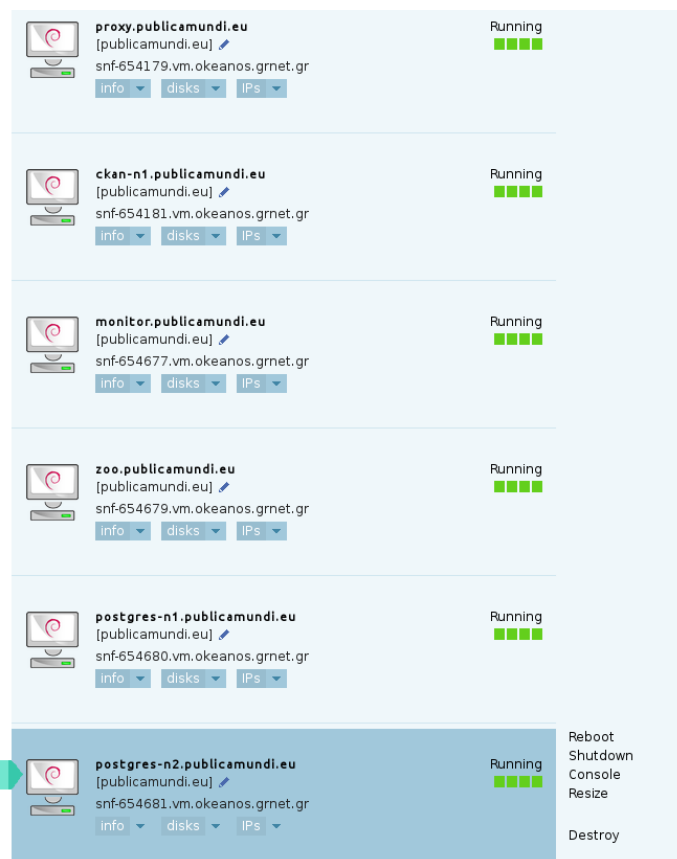 proxy.publicamundi.eu
Running
[publicamundi.eu]
snf-654179.vm.okeanos.grnet.gr
info disks IPs
ckan-n1.publicamundi.eu
Running
[publicamundi.eu]
snf-654181.vm.okeanos.grnet.gr
info disks IPs
monitor.publicamundi.eu
Running
[publicamundi.eu]
snf-654677.vm.okeanos.grnet.gr
info disks IPs
zoo.publicamundi.eu
Running
[publicamundi.eu]
snf-654679.vm.okeanos.grnet.gr
info disks IPs
postgres-n1.publicamundi.eu
Running
[publicamundi.eu]
snf-654680.vm.okeanos.grnet.gr
info disks IPs
postgres-n2.publicamundi.eu
Running
[publicamundi.eu]
snf-654681.vm.okeanos.grnet.gr
info disks IPs
Reboot
Shutdown
Console
Resize
Destroy